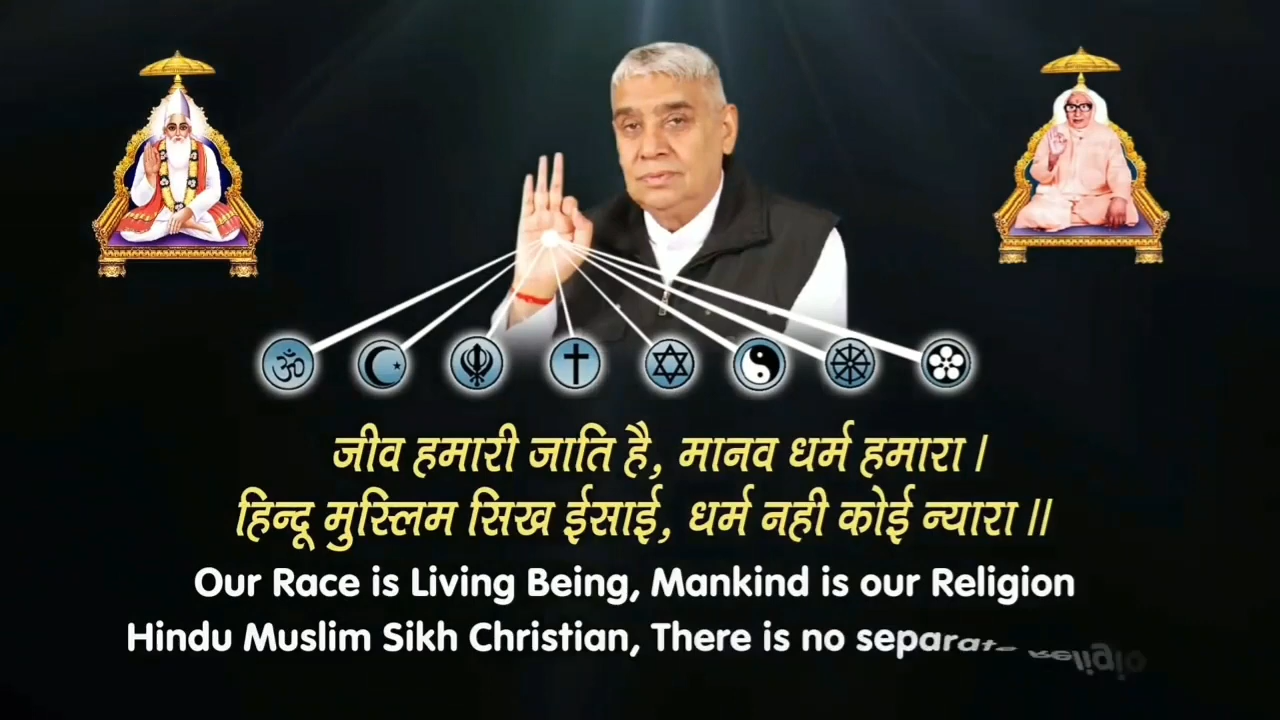 जीव हमारी जाति है, मानव धर्म हमारा ।
हिन्दू मुस्लिम सिख ईसाई, धर्म नही कोई न्यारा ॥
Our Race is Living Being, Mankind is our Religion
Hindu Muslim Sikh Christian, There is no separate